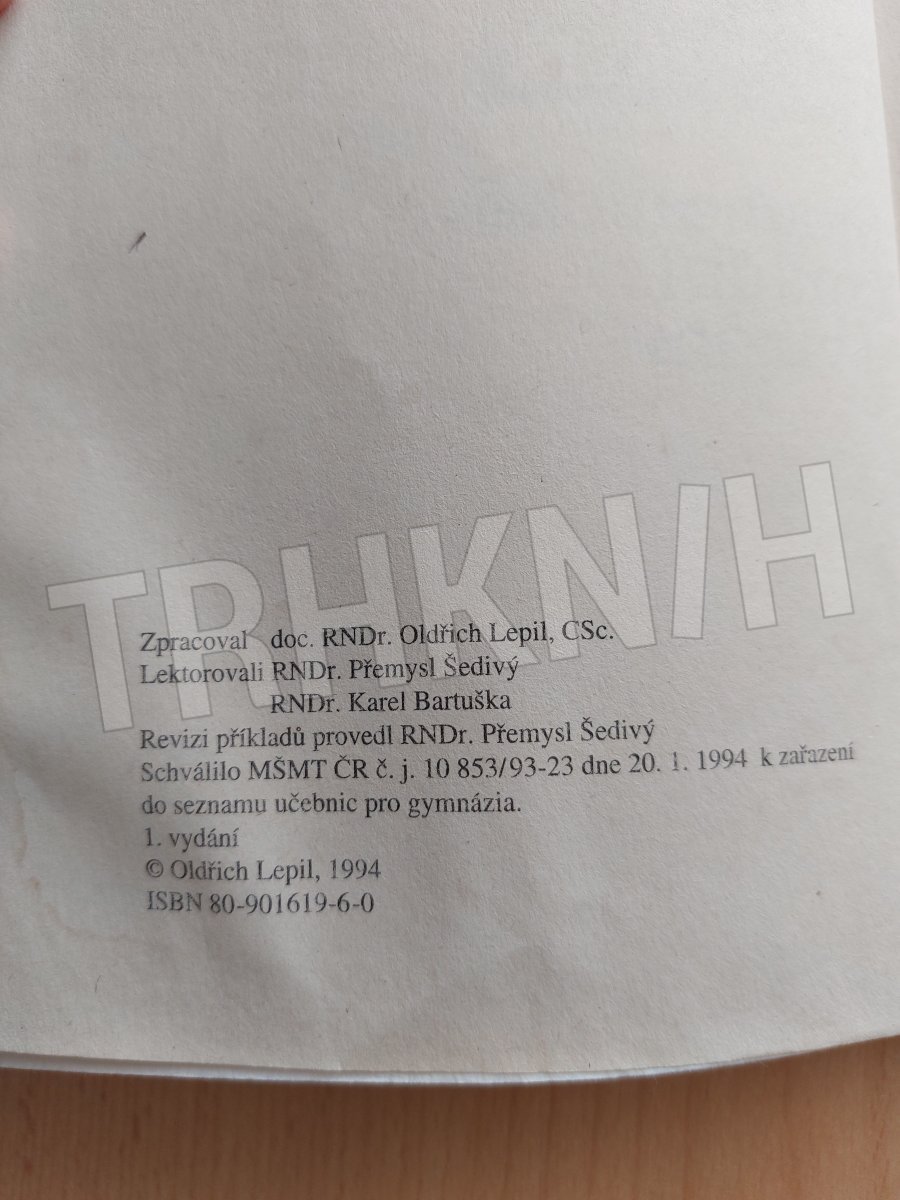 TRHKNIH
Zpracoval doc. RNDr. Oldřich Lepil, CSc.
Lektorovali RNDr. Přemysl Šedivý
RNDr. Karel Bartuška
Revizi příkladů provedl RNDr. Přemysl Šedivý
Schválilo MŠMT ČR č. j. 10 853/93-23 dne 20. 1. 1994 k zařazení
do seznamu učebnic pro gymnázia.
1. vydání
© Oldřich Lepil, 1994
ISBN 80-901619-6-0